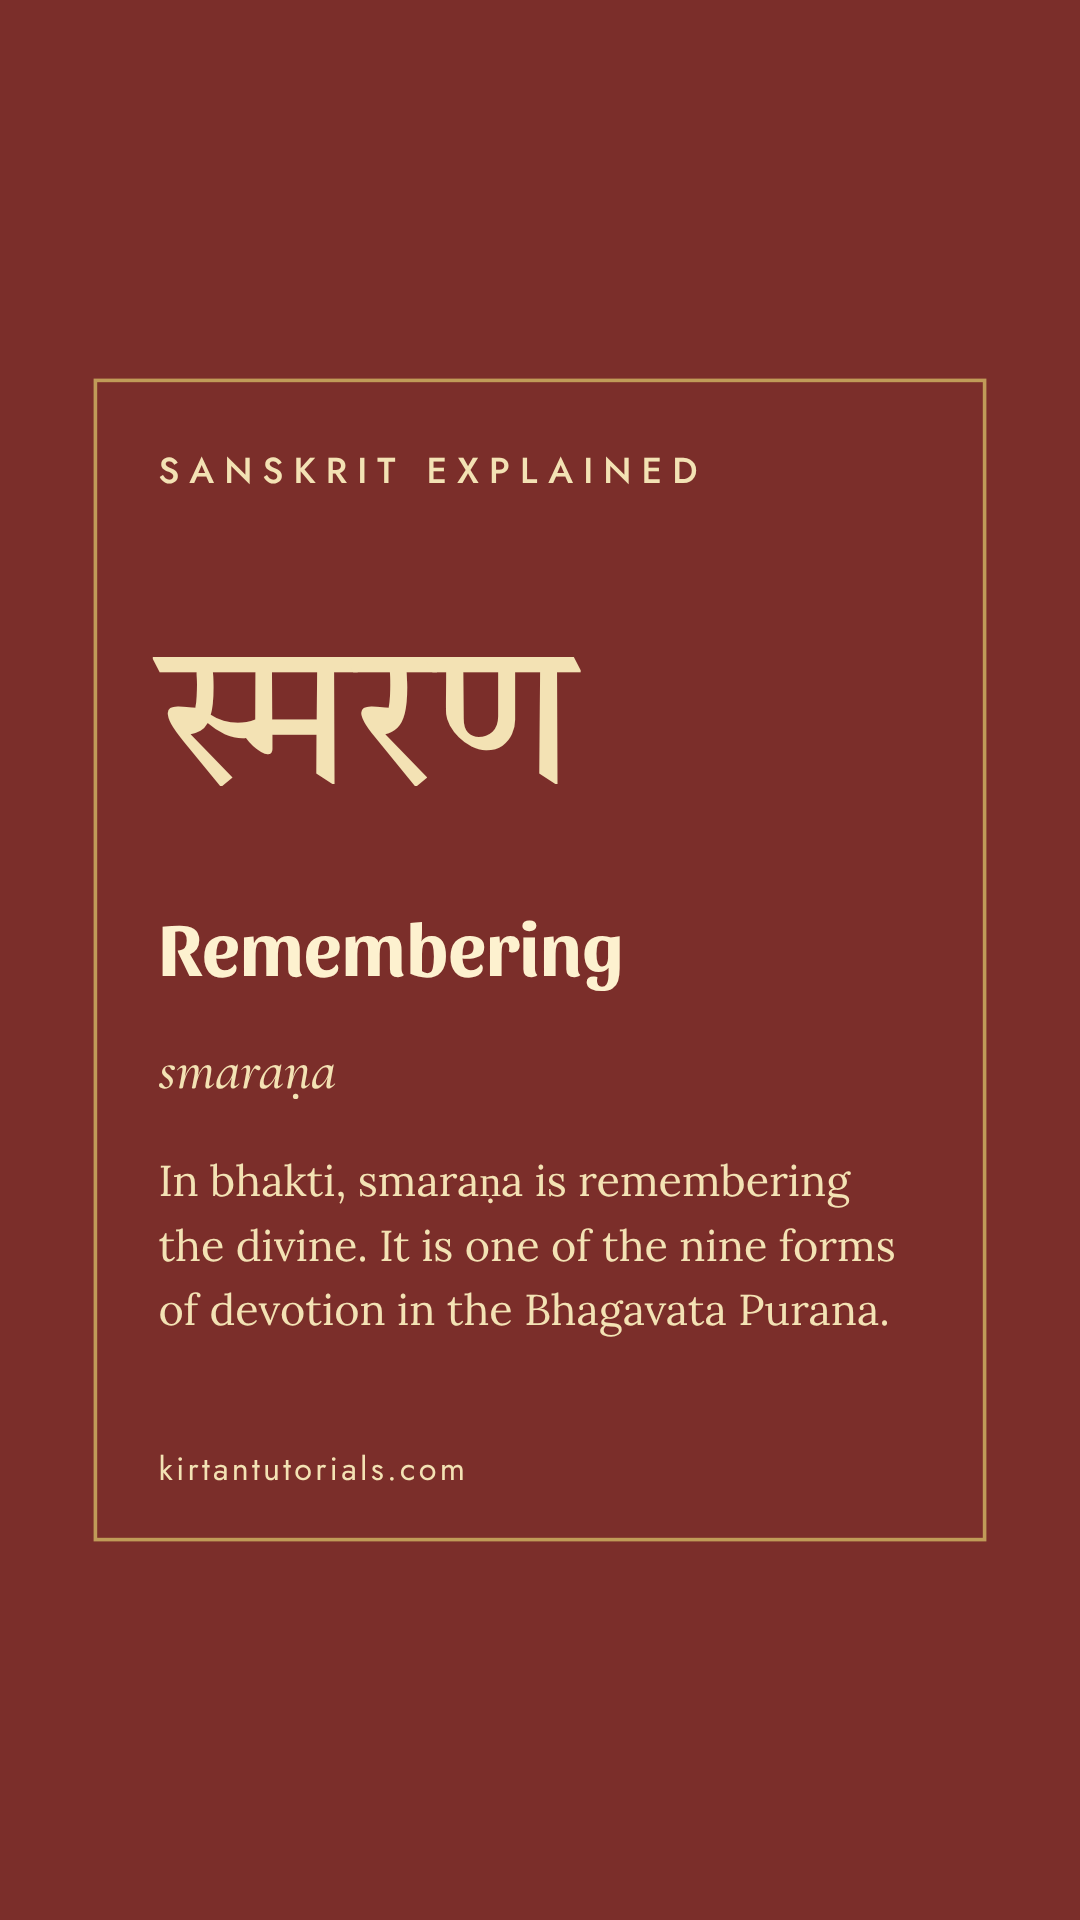 SANSKRIT EXPLAINED
स्मरण
Remembering
smaraṇa
In bhakti, smaraṇa is remembering
the divine. It is one of the nine forms
of devotion in the Bhagavata Purana.
kirtantutorials.com